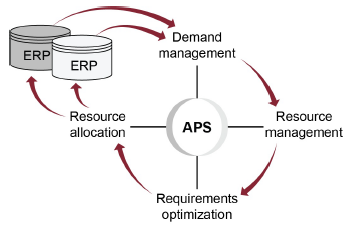 ERP
ERP
Demand
management
Resource
allocation
APS
Resource
management
Requirements
optimization